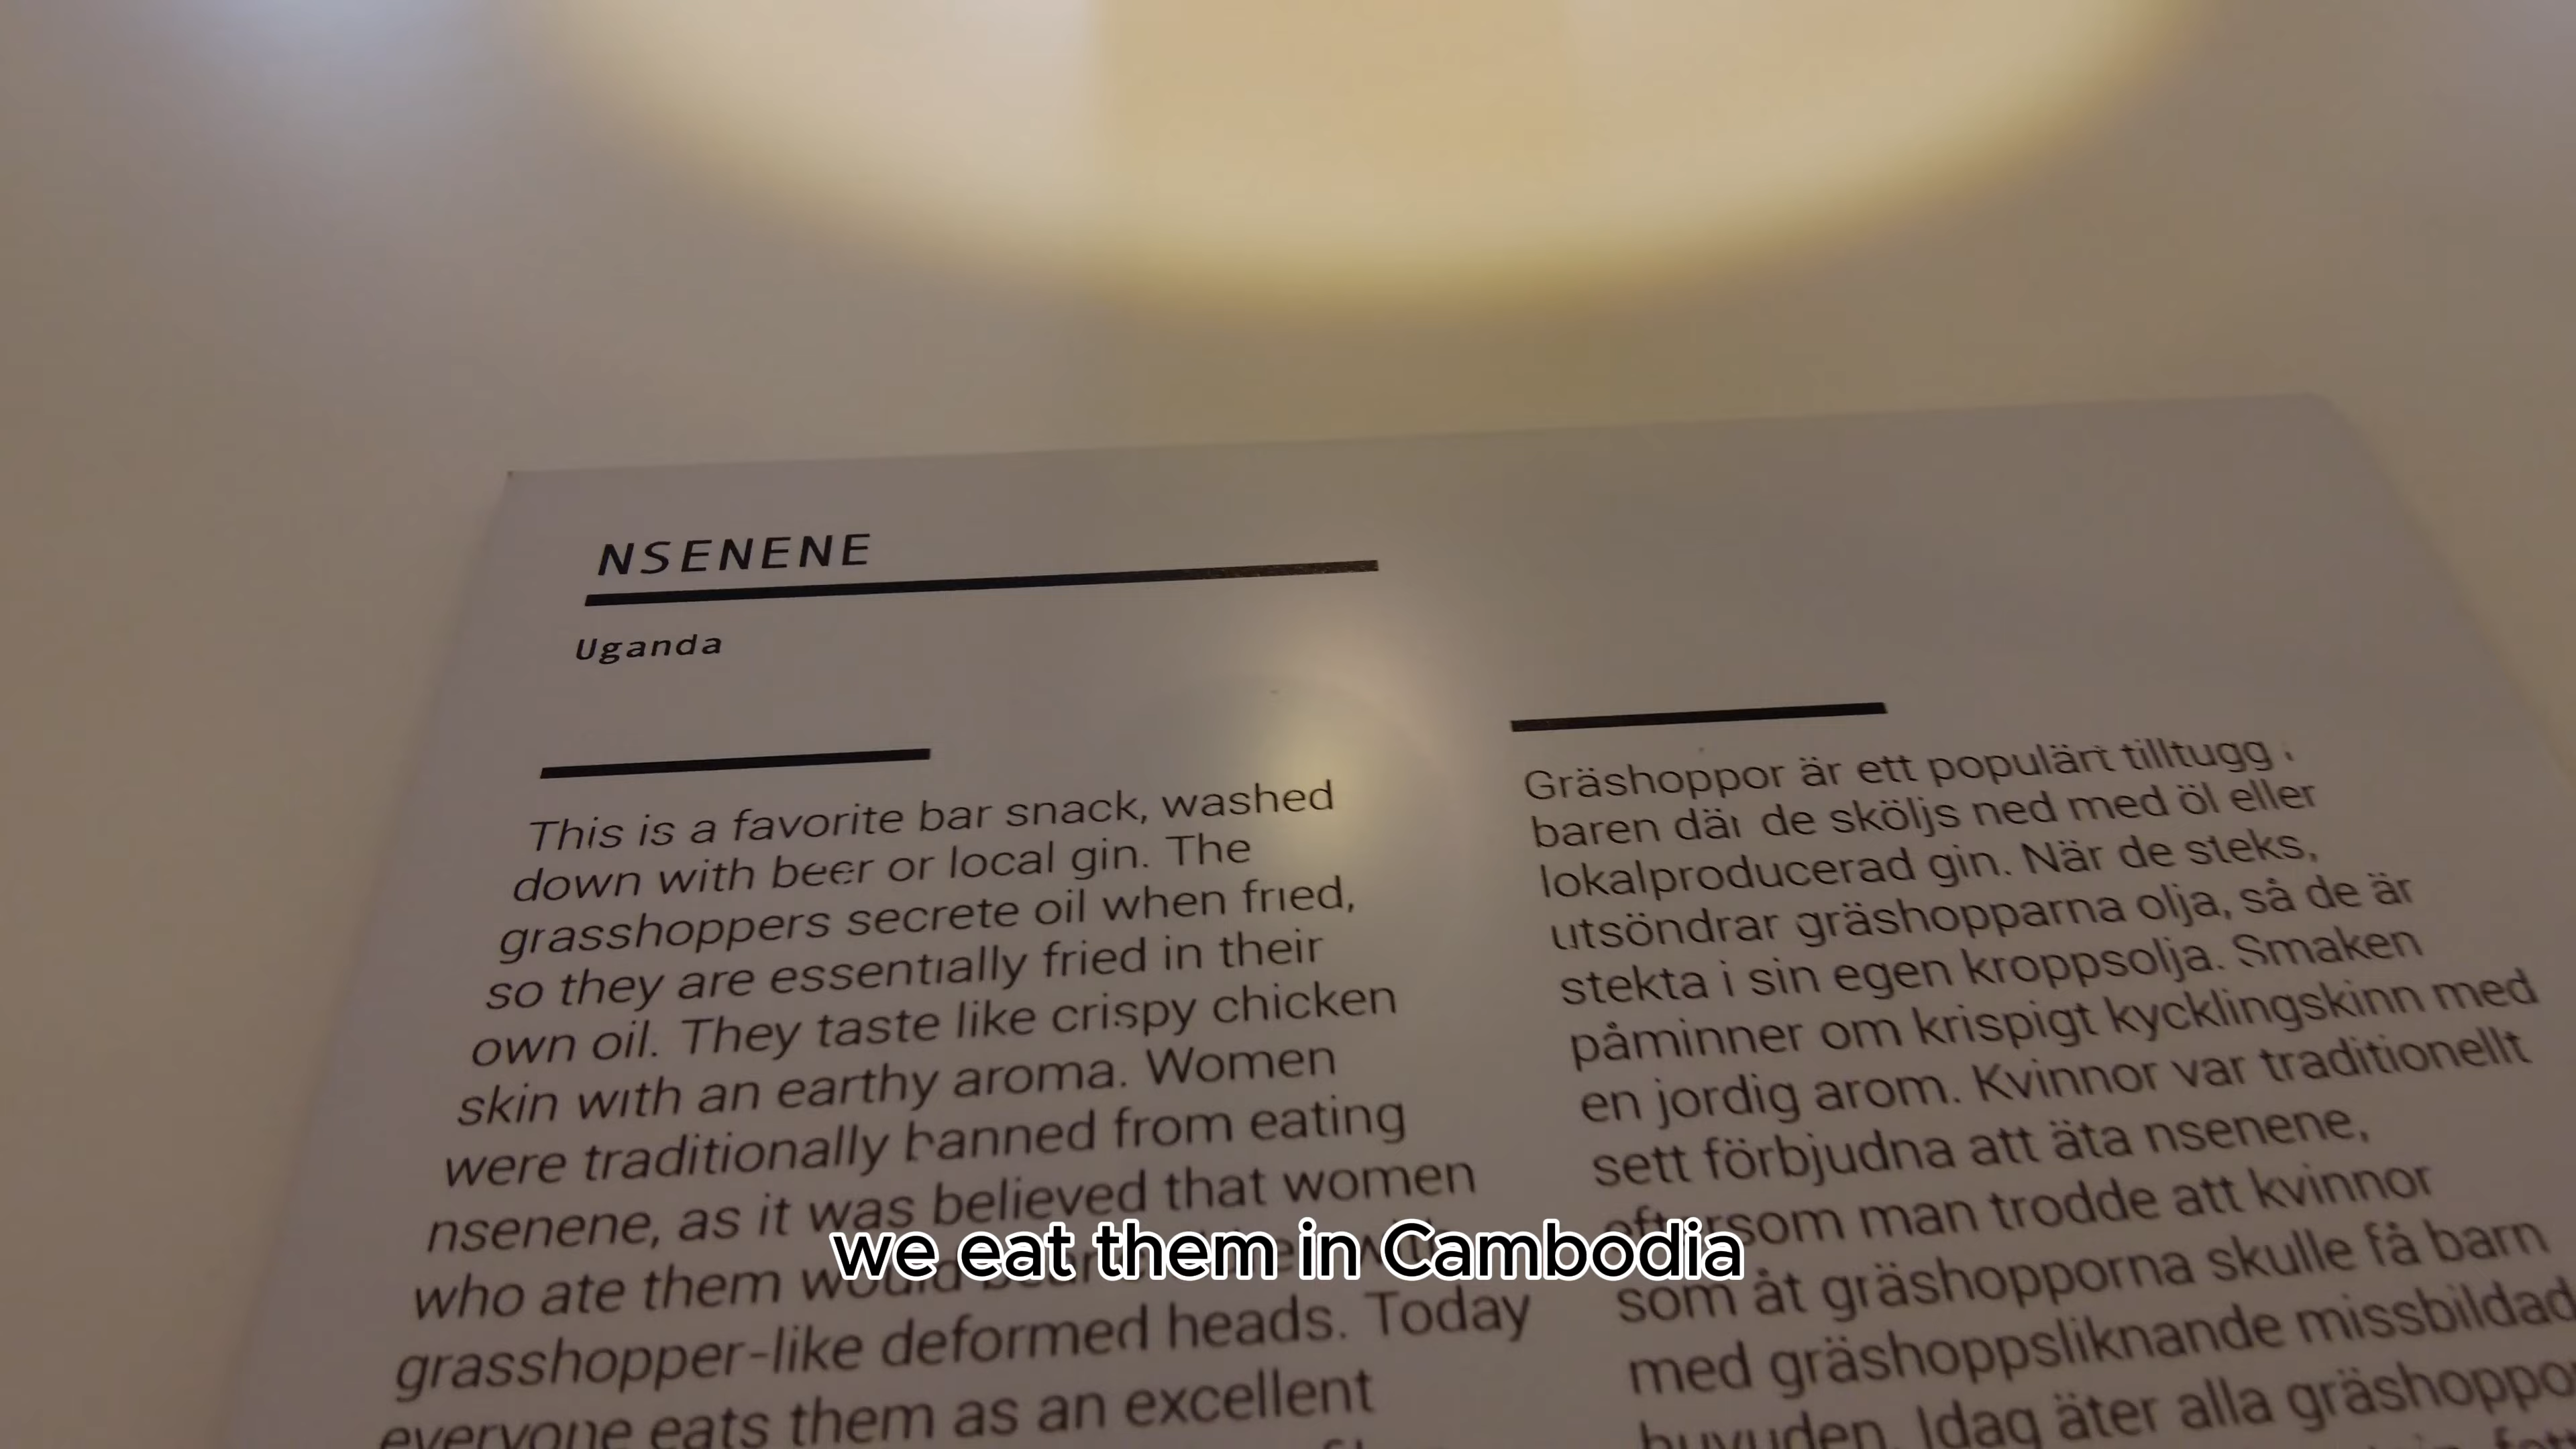 NSENENE
Uganda
This is a favorite bar snack, washed
down with beer or local gin. The
grasshoppers secrete oil when fried,
so they are essentially fried in their
own oil. They taste like crispy chicken
skin with an earthy aroma. Women
were traditionally banned from eating
nsenene, as it was believed that women
who ate them would
grasshopper-like deformed heads. Today
everyone eats them as an excellent
Gräshoppor är ett populärt tilltugg i
baren där de sköljs ned med öl eller
lokalproducerad gin. När de steks,
utsöndrar gräshopparna olja, så de är
stekta i sin egen kroppsolja. Smaken
påminner om krispigt kycklingskinn med
en jordig arom. Kvinnor var traditionellt
sett förbjudna att äta nsenene,
eftersom man trodde att kvinnor
som åt gräshopporna skulle få barn
med gräshoppsliknande
Idag äter alla
we eat them in Cambodia